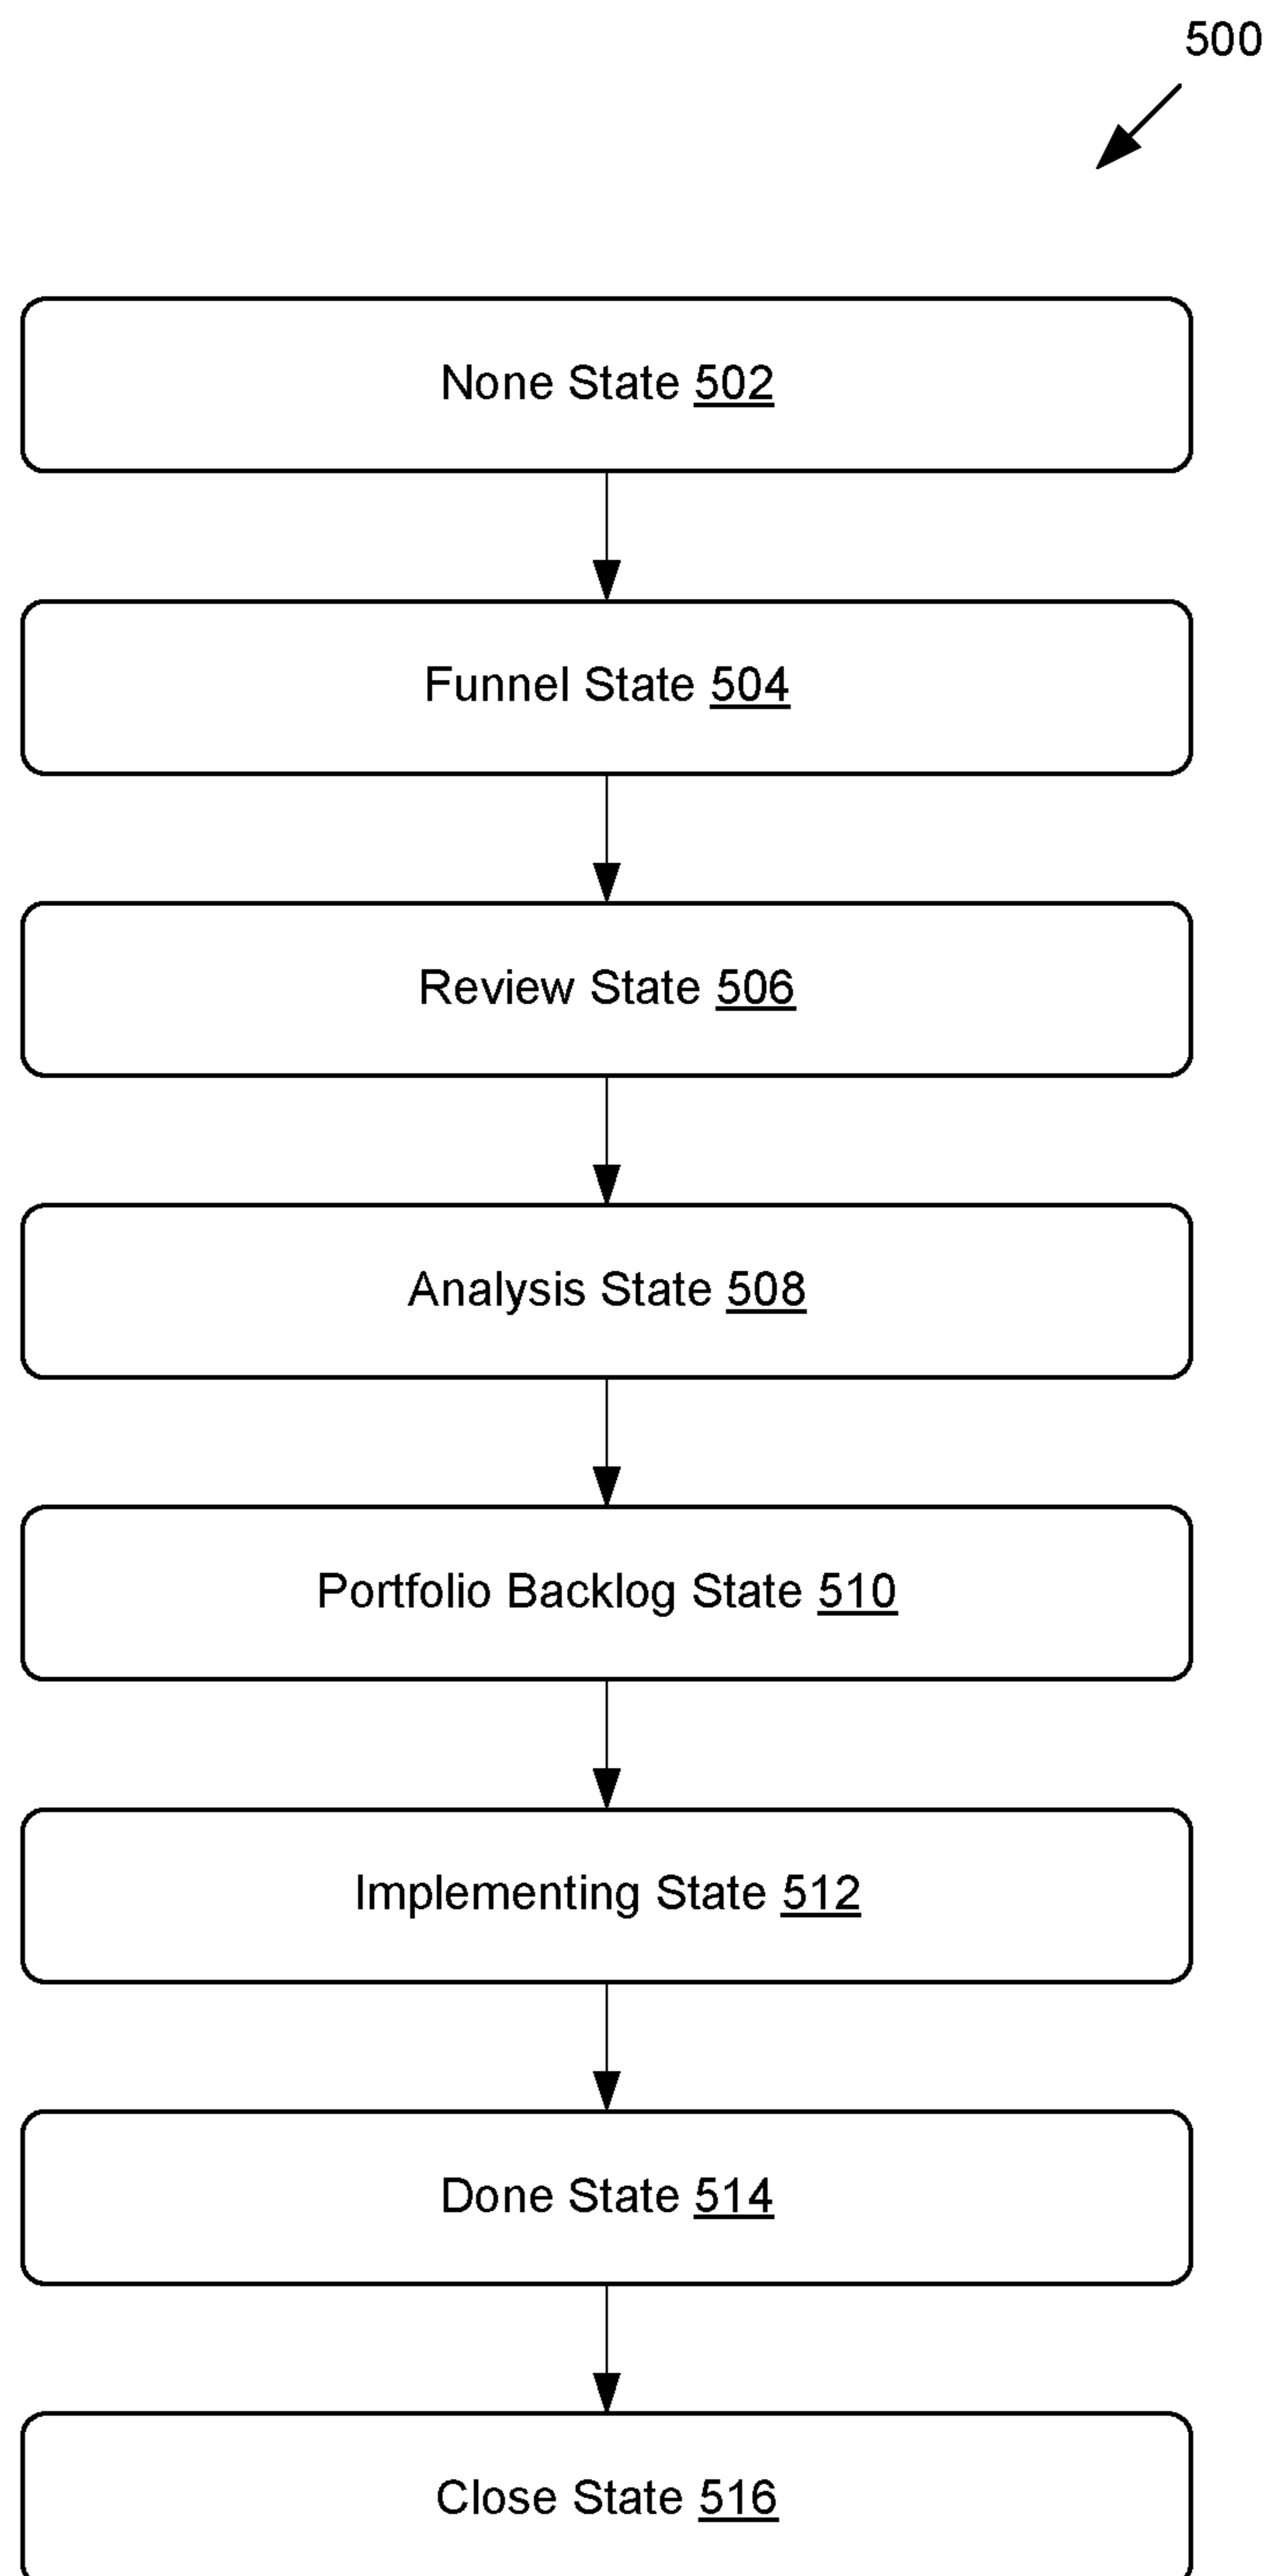 500
None State 502
Funnel State 504
Review State 506
Analysis State 508
Portfolio Backlog State 510
Implementing State 512
Done State 514
Close State 516